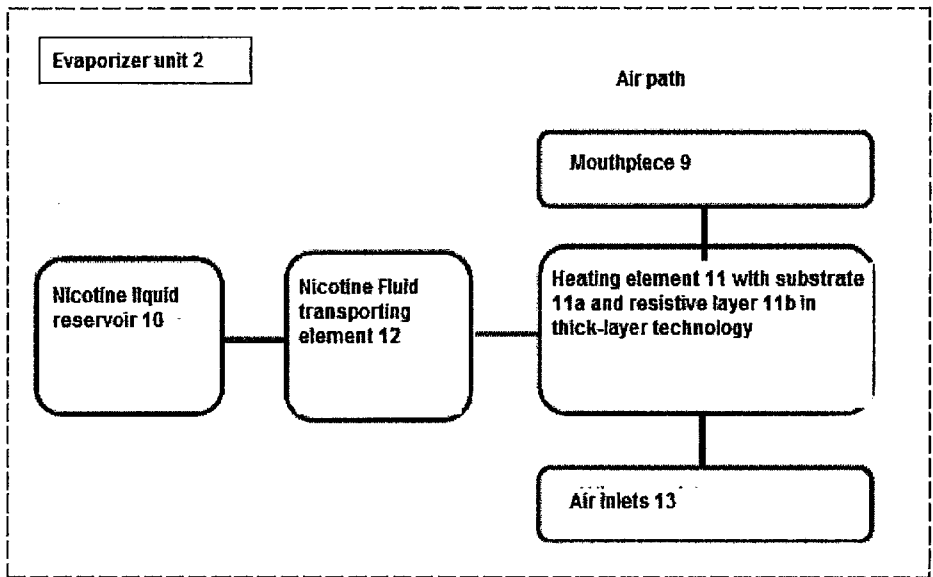 Evaporizer unit 2
Air path
Mouthpiece 9
Nicotine liquid
reservoir 10
Nicotine Fluid
transporting
element 12
Heating element 11 with substrate
11a and resistive layer 11b in
thick-layer technology
Air inlets 13